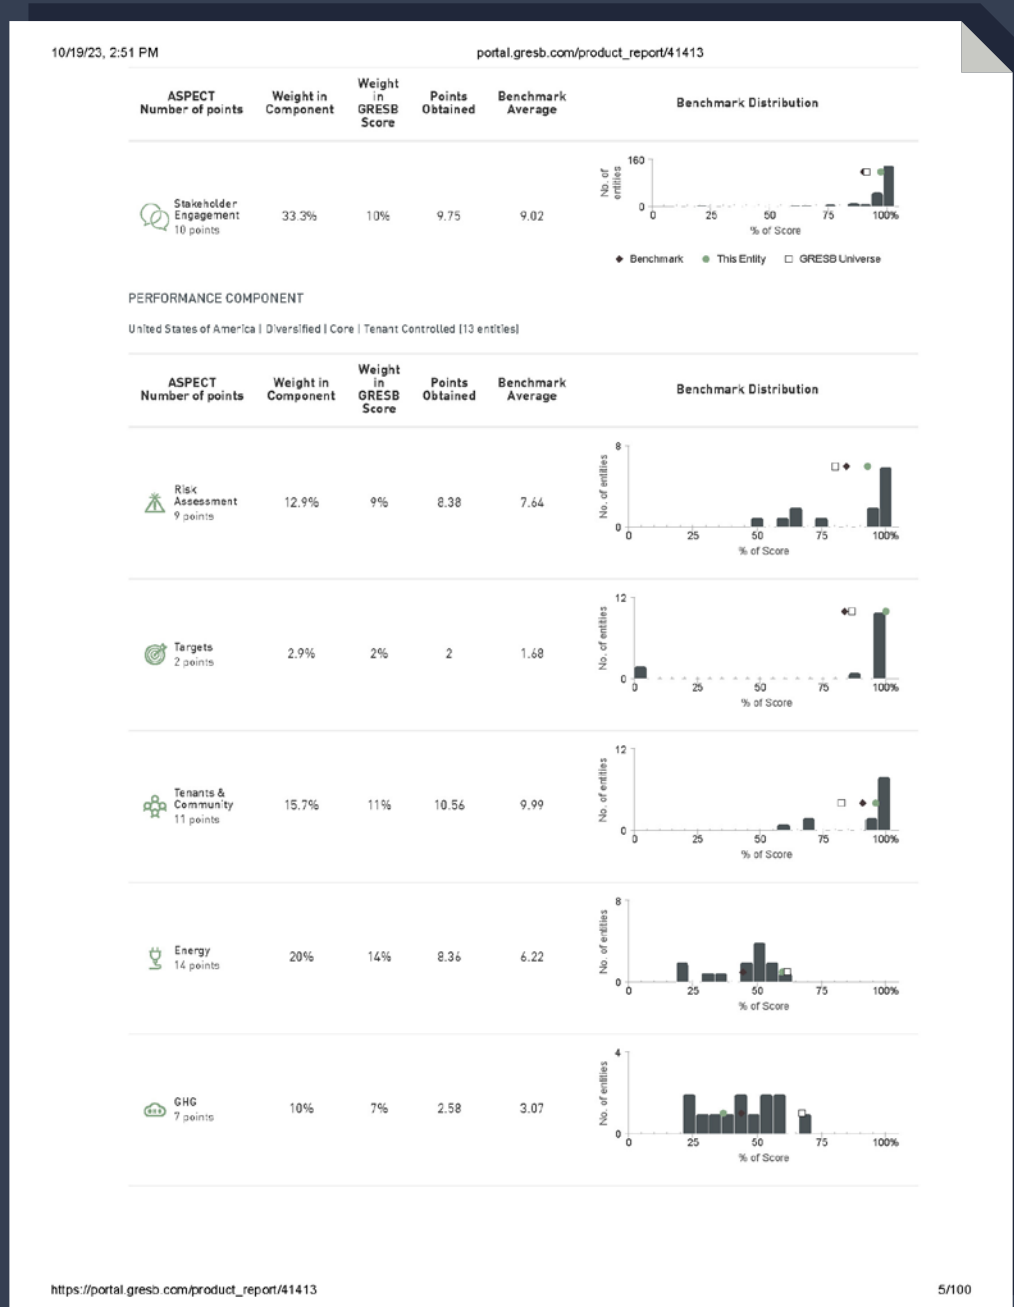 10/19/23, 2:51 PM
portal.gresb.com/product_report/41413
ASPECT
Number of points
Weight in
Component
Weight
in
GRESB
Score
Points
Obtained
Benchmark
Average
Benchmark Distribution
Stakeholder
Engagement
10 points
33.3%
10%
9.75
9.02
No. of
entities
160
0
0 25 50 75 100%
% of Score
Benchmark This Entity GRESB Universe
PERFORMANCE COMPONENT
United States of America | Diversified | Core | Tenant Controlled (13 entities)
ASPECT
Number of points
Weight in
Component
Weight
in
GRESB
Score
Points
Obtained
Benchmark
Average
Benchmark Distribution
Risk
Assessment
9 points
12.9%
9%
8.38
7.64
No. of entities
8
0
0 25 50 75 100%
% of Score
Targets
2 points
2.9%
2%
2
1.68
No. of entities
12
0
0 25 50 75 100%
% of Score
Tenants &
Community
11 points
15.7%
11%
10.56
9.99
No. of entities
12
0
0 25 50 75 100%
% of Score
Energy
14 points
20%
14%
8.36
6.22
No. of entities
8
0
0 25 50 75 100%
% of Score
GHG
7 points
10%
7%
2.58
3.07
No. of entities
4
0
0 25 50 75 100%
% of Score
https://portal.gresb.com/product_report/41413
5/100